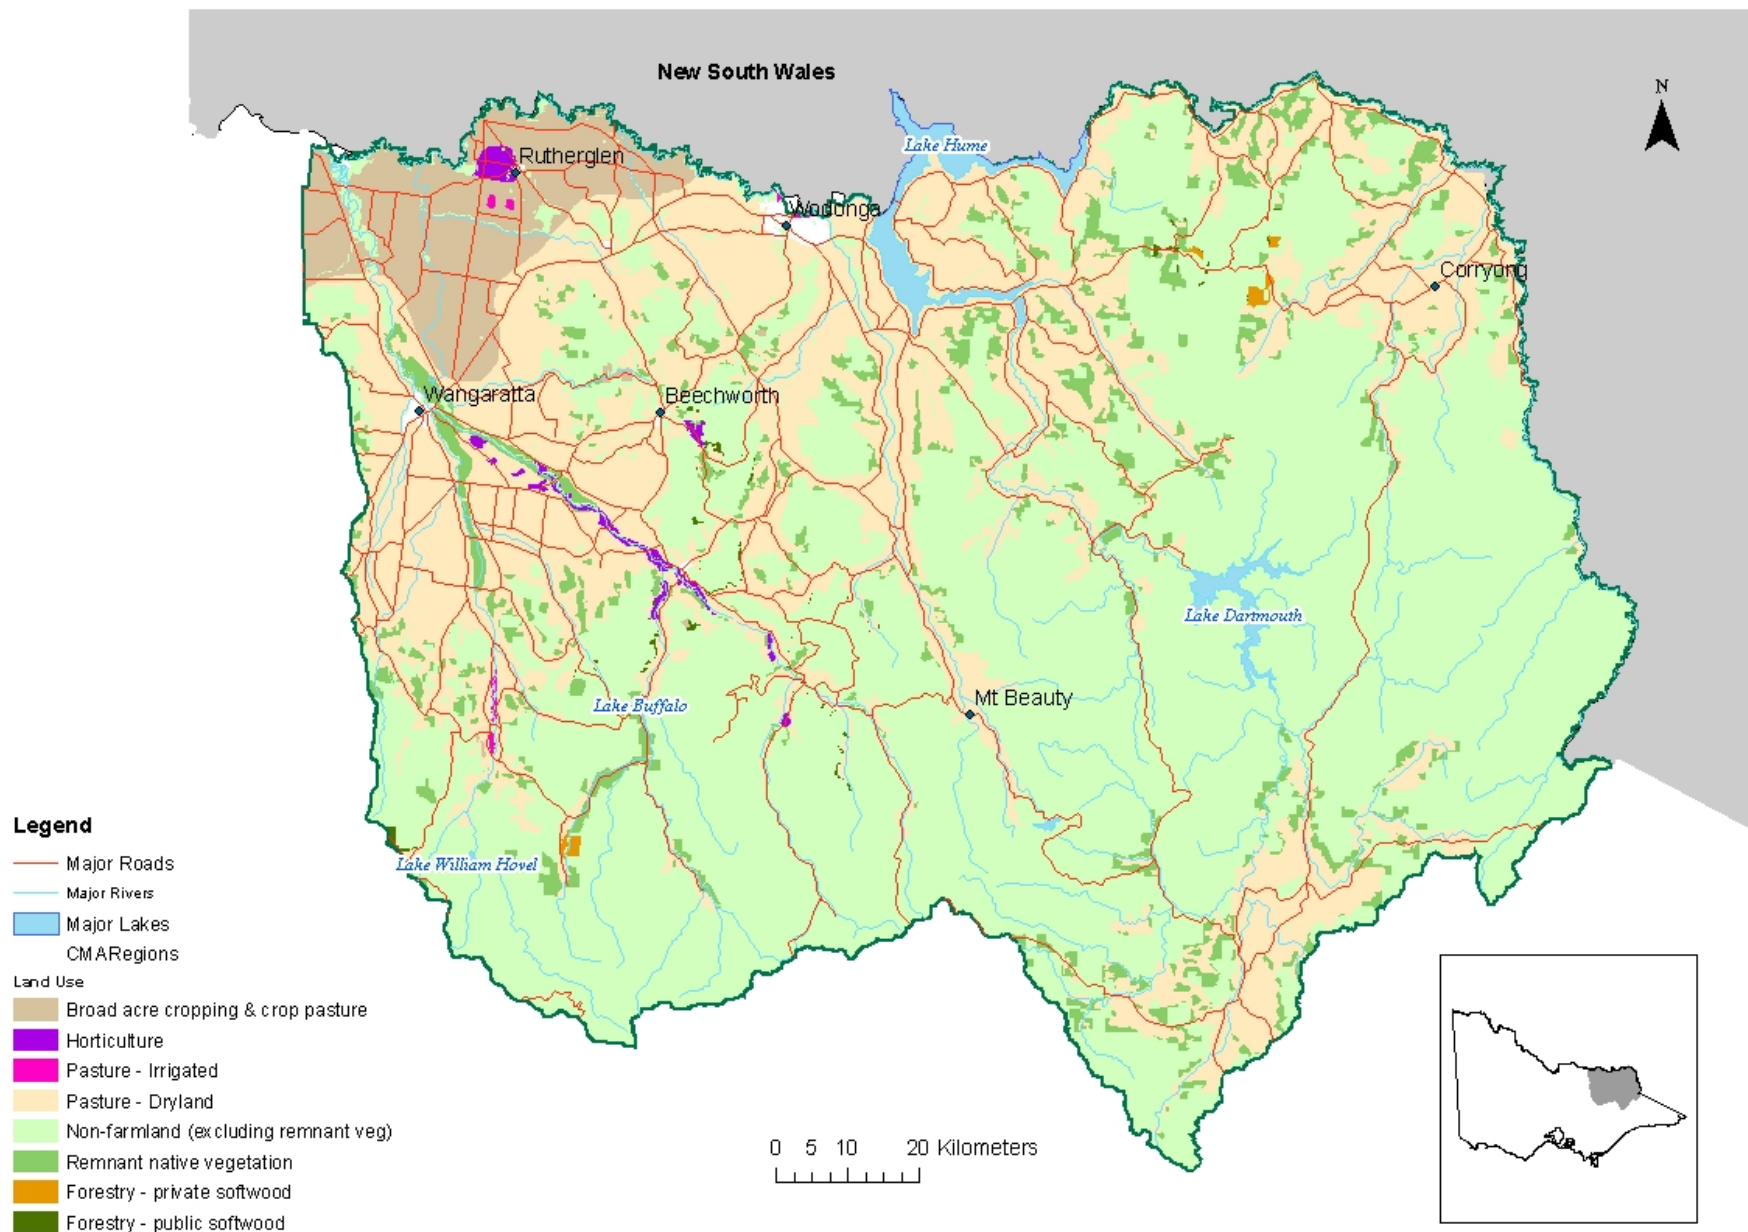 New South Wales
N
Lake Hume
Rutherglen
Wodonga
Corryong
Wangaratta
Beechworth
Lake Dartmouth
Mt Beauty
Lake Buffalo
Lake William Hovel
Legend
Major Roads
Major Rivers
Major Lakes
CMARegions
Land Use
Broad acre cropping & crop pasture
Horticulture
Pasture - Irrigated
Pasture - Dryland
Non-farmland (excluding remnant veg)
Remnant native vegetation
Forestry - private softwood
Forestry - public softwood
0 5 10 20 Kilometers